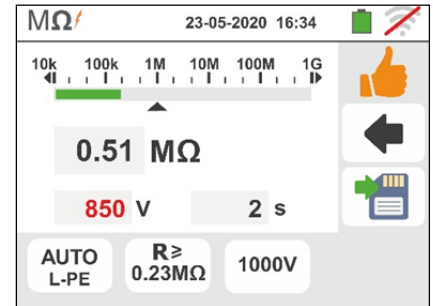 MΩ 23-05-2020 16:34
10k 100k 1M 10M 100M 1G
0.51 MΩ
850 V 2 s
AUTO
L-PE
R≥
0.23MΩ
1000V